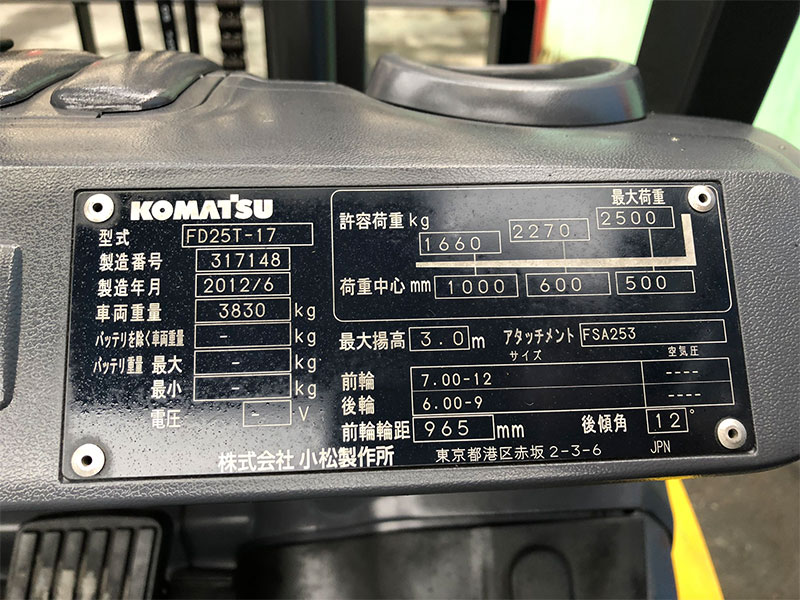 KOMATSU
型式 FD25T-17
製造番号 317148
製造年月 2012/6
車両重量 3830 kg
バッテリを除く車両重量 - kg
バッテリ重量 最大 - kg
最小 - kg
電圧 - V
最大荷重
許容荷重 kg 1660 2270 2500
荷重中心 mm 1000 600 500
最大揚高 3.0 m アタッチメント FSA253
サイズ 空気圧
前輪 7.00-12 ----
後輪 6.00-9 ----
前輪輪距 965 mm 後傾角 12°
株式会社 小松製作所 東京都港区赤坂 2-3-6 JPN